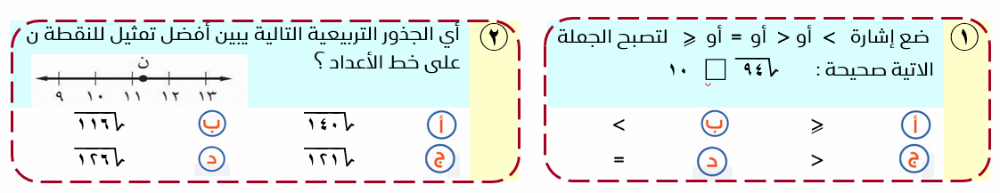 ١
ضع إشارة < أو > أو = أو ⩾ لتصبح الجملة
الاتية صحيحة : √٩٤ □ ١٠
أ ⩾ ب <
ج > د =
٢
أي الجذور التربيعية التالية يبين أفضل تمثيل للنقطة ن
على خط الأعداد ؟
ن
٩ ١٠ ١١ ١٢ ١٣
أ √١٤٠ ب √١١٦
ج √١٢١ د √١٢٦